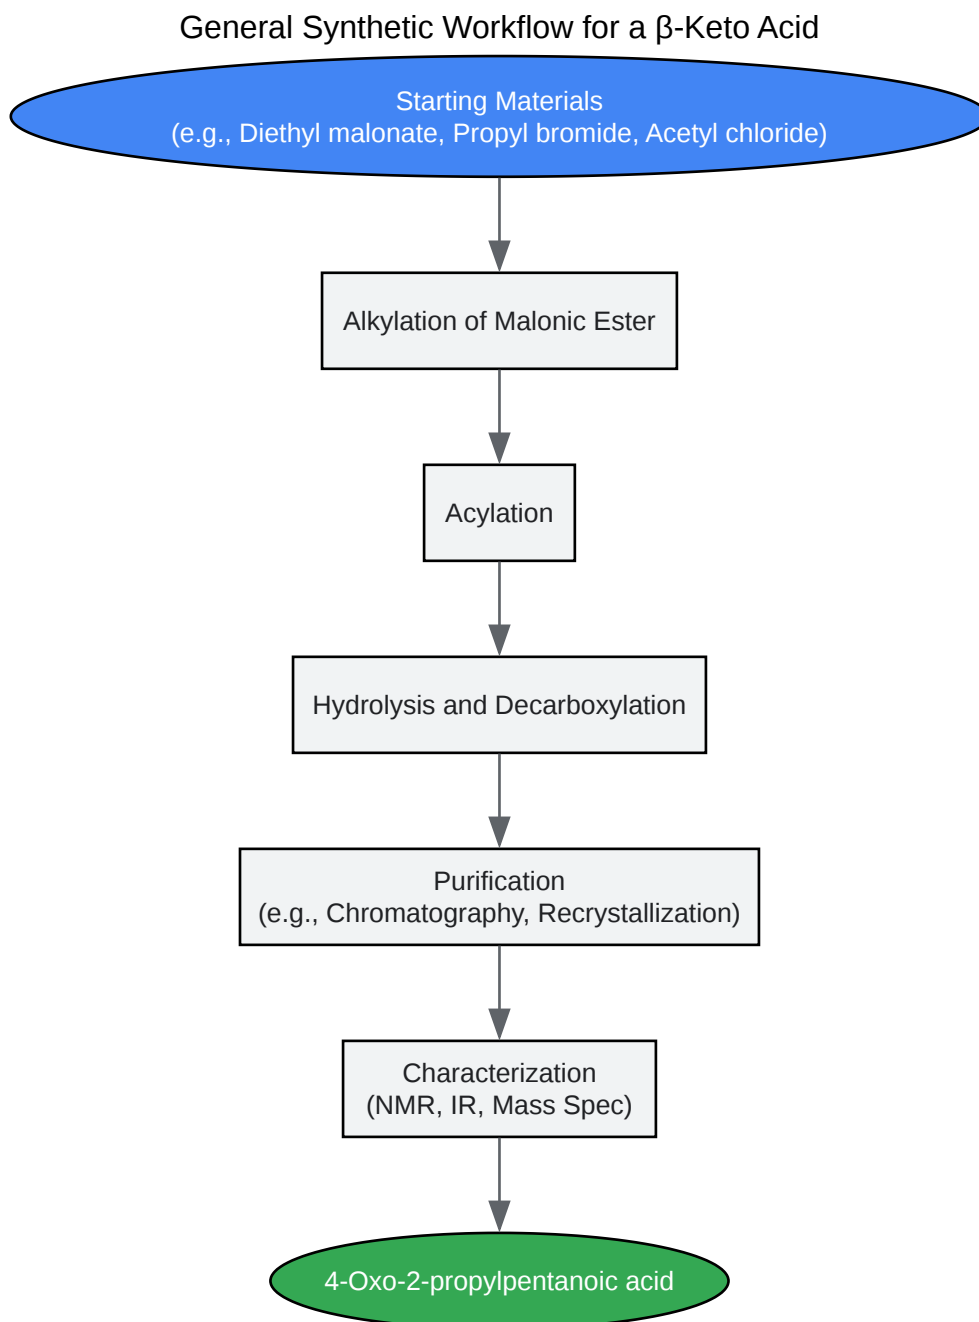 General Synthetic Workflow for a β-Keto Acid
Starting Materials
(e.g., Diethyl malonate, Propyl bromide, Acetyl chloride)
Alkylation of Malonic Ester
Acylation
Hydrolysis and Decarboxylation
Purification
(e.g., Chromatography, Recrystallization)
Characterization
(NMR, IR, Mass Spec)
4-Oxo-2-propylpentanoic acid